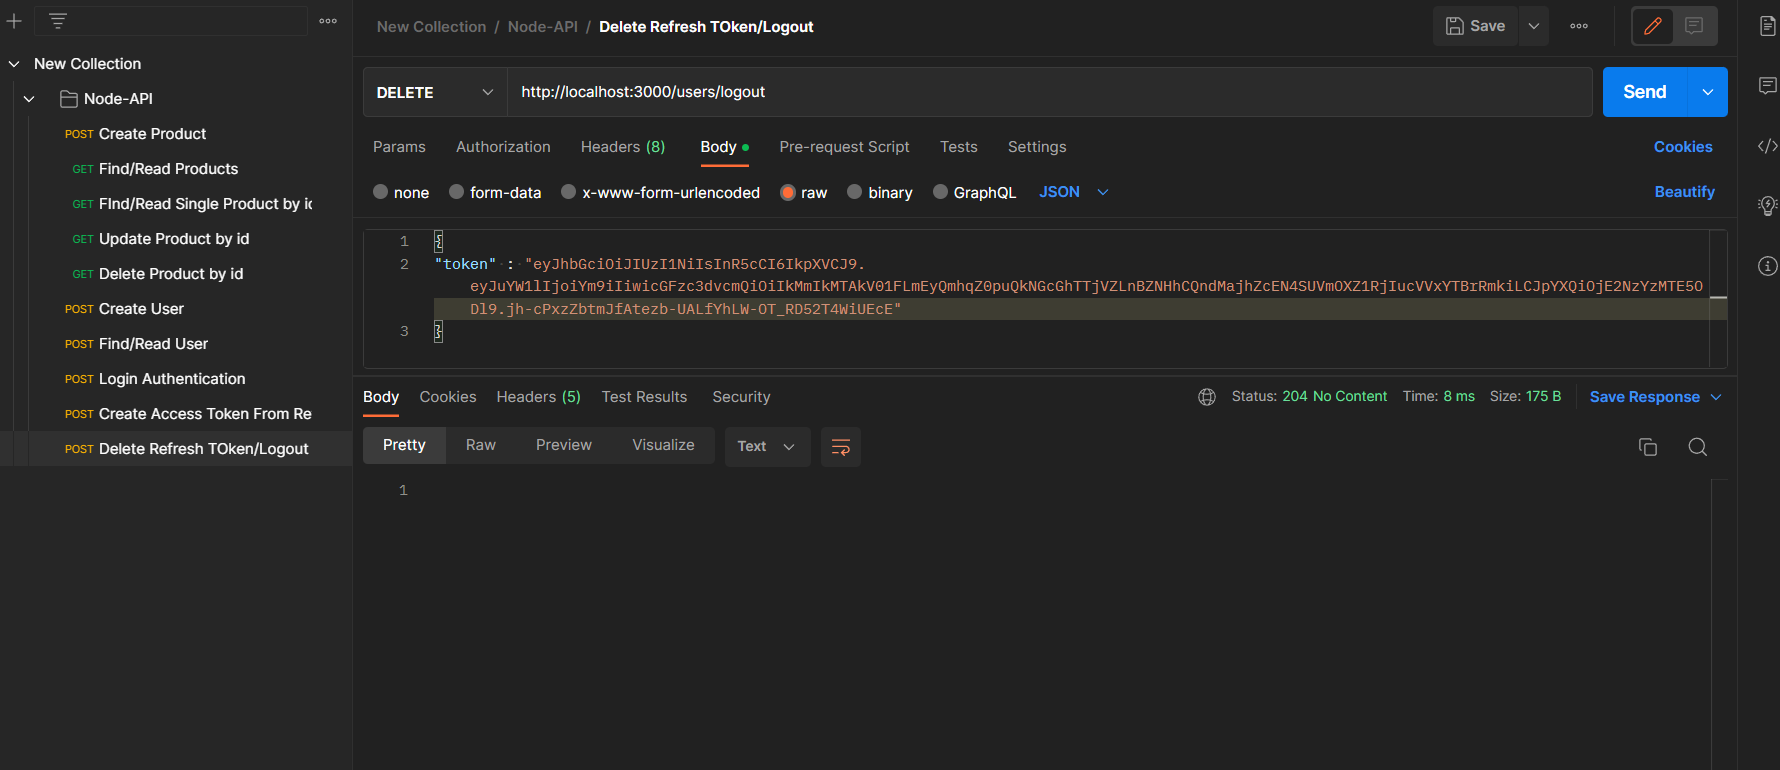 New Collection / Node-API / Delete Refresh TOken/Logout
Save
New Collection
Node-API
POST Create Product
GET Find/Read Products
GET FInd/Read Single Product by id
GET Update Product by id
GET Delete Product by id
POST Create User
POST Find/Read User
POST Login Authentication
POST Create Access Token From Re
POST Delete Refresh TOken/Logout
DELETE http://localhost:3000/users/logout Send
Params Authorization Headers (8) Body Pre-request Script Tests Settings Cookies
none form-data x-www-form-urlencoded raw binary GraphQL JSON Beautify
1 {
2 "token" : "eyJhbGciOiJIUzI1NiIsInR5cCI6IkpXVCJ9.
eyJuYW1lIjoiYm9iIiwicGFzc3dvcmQiOiIkMmIkMTAkV01FLmEyQmhqZ0puQkNGcGhTTjVZLnBZNHhCQndMajhZcEN4SUVmOXZ1RjIucVVxYTBrRmkiLCJpYXQiOjE2NzYzMTE5O
Dl9.jh-cPxzZbtmJfAtezb-UALfYhLW-OT_RD52T4WiUEcE"
3 }
Body Cookies Headers (5) Test Results Security Status: 204 No Content Time: 8 ms Size: 175 B Save Response
Pretty Raw Preview Visualize Text
1